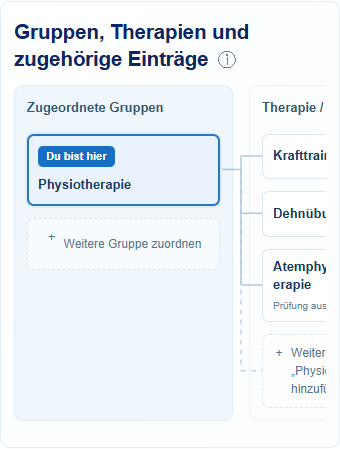 Gruppen, Therapien und
zugehörige Einträge ⓘ
Zugeordnete Gruppen
Du bist hier
Physiotherapie
+ Weitere Gruppe zuordnen
Therapie /
Krafttrain
Dehnübu
Atemphy
erapie
Prüfung aus
+ Weiter
„Physio
hinzufü